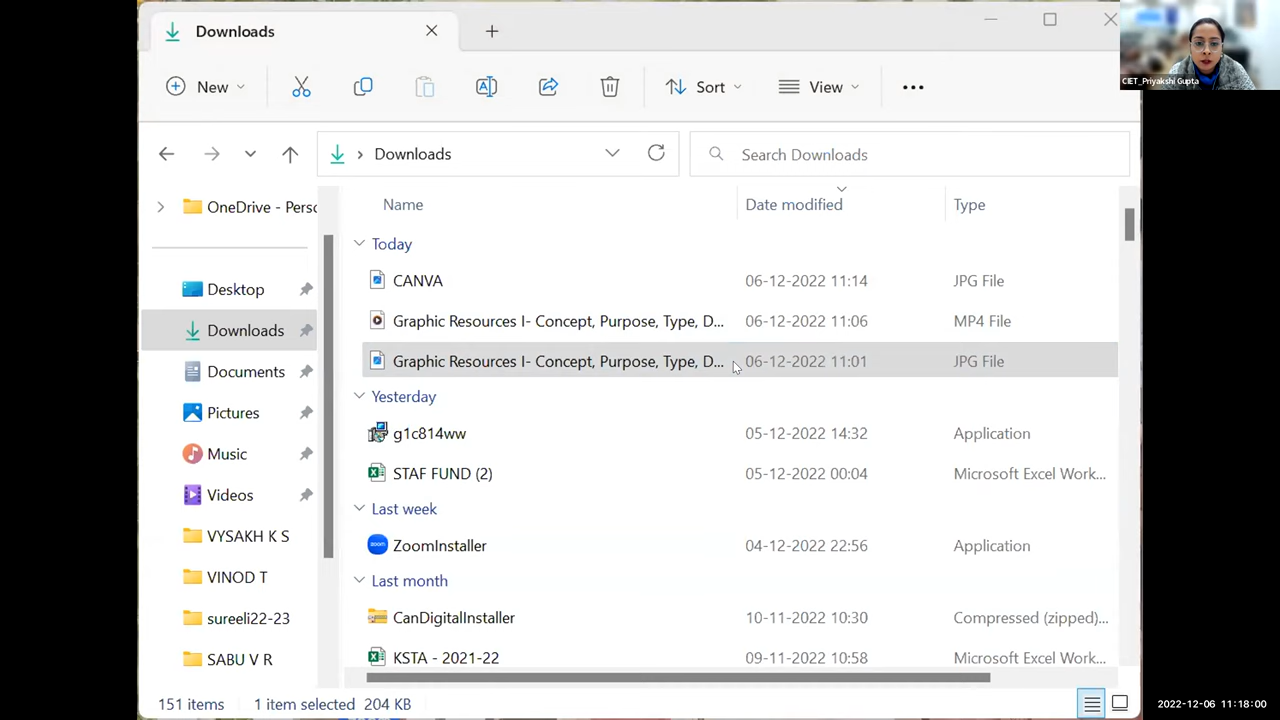 Downloads
New
Sort
View
Downloads
Search Downloads
OneDrive - Perso
Name Date modified Type
Today
CANVA 06-12-2022 11:14 JPG File
Graphic Resources I- Concept, Purpose, Type, D... 06-12-2022 11:06 MP4 File
Graphic Resources I- Concept, Purpose, Type, D... 06-12-2022 11:01 JPG File
Yesterday
g1c814ww 05-12-2022 14:32 Application
STAF FUND (2) 05-12-2022 00:04 Microsoft Excel Work...
Last week
zoom ZoomInstaller 04-12-2022 22:56 Application
Last month
CanDigitalInstaller 10-11-2022 10:30 Compressed (zipped)...
KSTA - 2021-22 09-11-2022 10:58 Microsoft Excel Work...
Desktop
Downloads
Documents
Pictures
Music
Videos
VYSAKH K S
VINOD T
sureeli22-23
SABU V R
151 items 1 item selected 204 KB
CIET_Priyakshi Gupta
2022-12-06 11:18:00